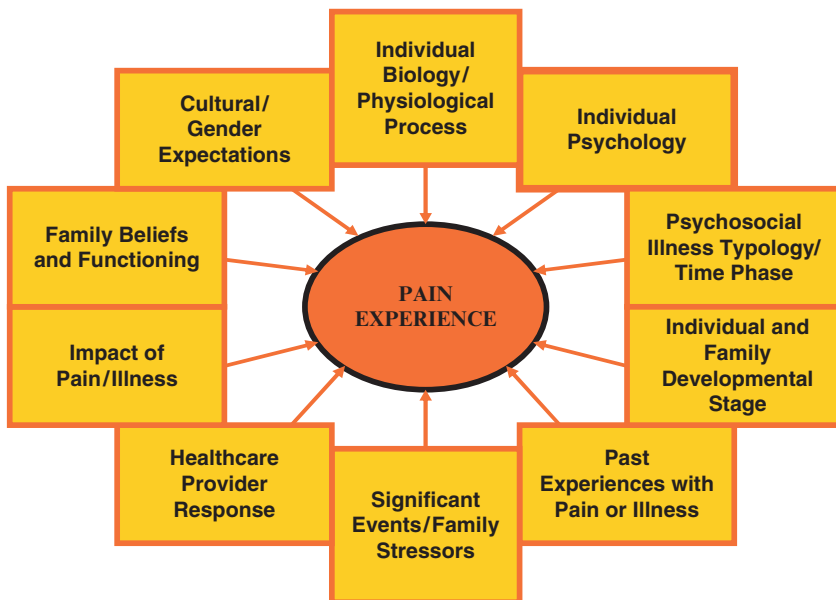 Individual
Biology/
Physiological
Process
Individual
Psychology
Psychosocial
Illness Typology/
Time Phase
Individual and
Family
Developmental
Stage
Past
Experiences with
Pain or Illness
Significant
Events/Family
Stressors
Healthcare
Provider
Response
Impact of
Pain/Illness
Family Beliefs
and Functioning
Cultural/
Gender
Expectations
PAIN
EXPERIENCE